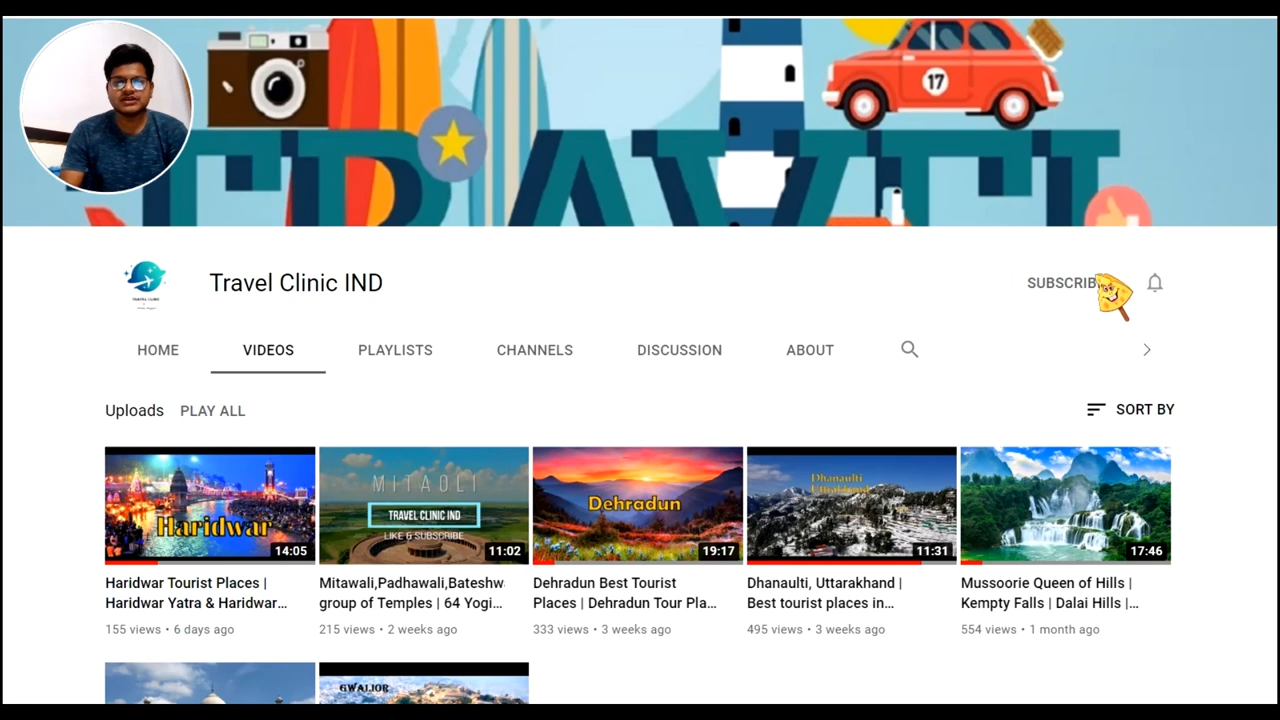 17
TRAVEL
Travel Clinic IND
SUBSCRIB
HOME
VIDEOS
PLAYLISTS
CHANNELS
DISCUSSION
ABOUT
Uploads
PLAY ALL
SORT BY
Haridwar
14:05
MITAOLI
TRAVEL CLINIC IND
LIKE & SUBSCRIBE
11:02
Dehradun
19:17
Dhanaulti
Uttrakhand
11:31
17:46
Haridwar Tourist Places |
Haridwar Yatra & Haridwar...
155 views • 6 days ago
Mitawali,Padhawali,Bateshw
group of Temples | 64 Yogi...
215 views • 2 weeks ago
Dehradun Best Tourist
Places | Dehradun Tour Pla...
333 views • 3 weeks ago
Dhanaulti, Uttarakhand |
Best tourist places in...
495 views • 3 weeks ago
Mussoorie Queen of Hills |
Kempty Falls | Dalai Hills |...
554 views • 1 month ago
GWALIOR